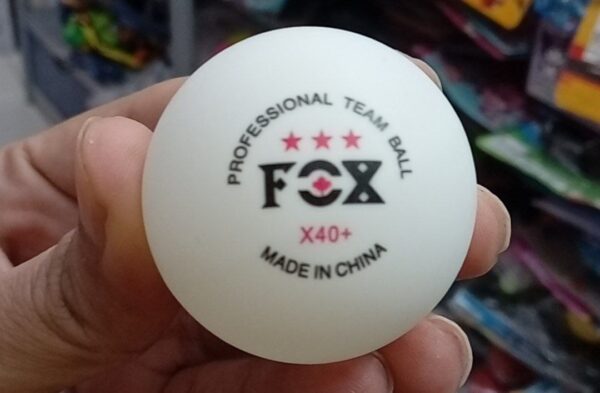 PROFESSIONAL TEAM BALL
FOX
X40+
MADE IN CHINA